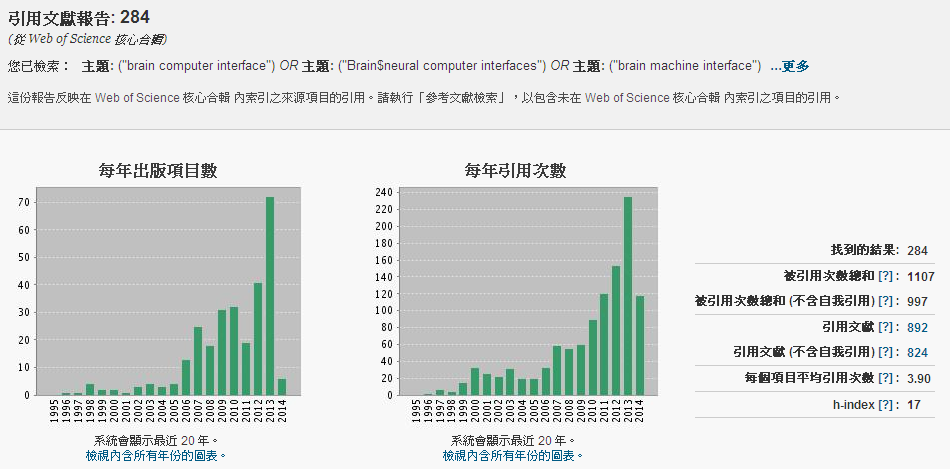 引用文獻報告: 284
(從 Web of Science 核心合輯)
您已檢索： 主題: ("brain computer interface") OR 主題: ("Brain$neural computer interfaces") OR 主題: ("brain machine interface") ...更多
這份報告反映在 Web of Science 核心合輯 內索引之來源項目的引用。請執行「參考文獻檢索」，以包含未在 Web of Science 核心合輯 內索引之項目的引用。
每年出版項目數
70
60
50
40
30
20
10
0
1995 1996 1997 1998 1999 2000 2001 2002 2003 2004 2005 2006 2007 2008 2009 2010 2011 2012 2013 2014
系統會顯示最近 20 年。
檢視內含所有年份的圖表。
每年引用次數
240
220
200
180
160
140
120
100
80
60
40
20
0
1995 1996 1997 1998 1999 2000 2001 2002 2003 2004 2005 2006 2007 2008 2009 2010 2011 2012 2013 2014
系統會顯示最近 20 年。
檢視內含所有年份的圖表。
找到的結果: 284
被引用次數總和 [?] : 1107
被引用次數總和 (不含自我引用) [?] : 997
引用文獻 [?] : 892
引用文獻 (不含自我引用) [?] : 824
每個項目平均引用次數 [?] : 3.90
h-index [?] : 17